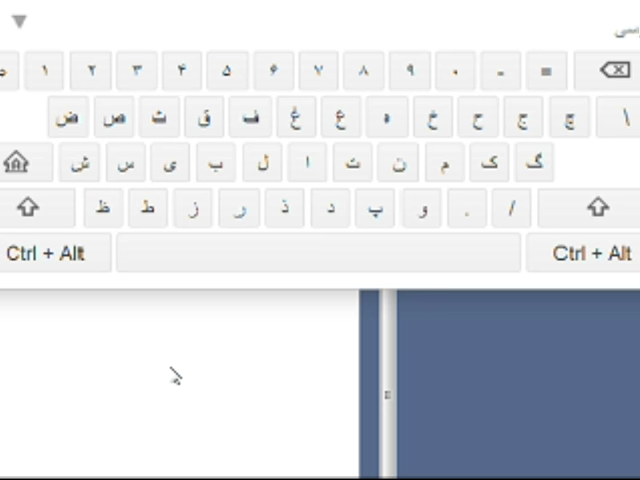 ۱ ۲ ۳ ۴ ۵ ۶ ۷ ۸ ۹ ۰ - =
ض ص ث ق ف غ ع ه خ ح ج چ \
ش س ی ب ل ا ت ن م ک گ
ظ ط ز ر ذ د پ و . /
Ctrl + Alt Ctrl + Alt